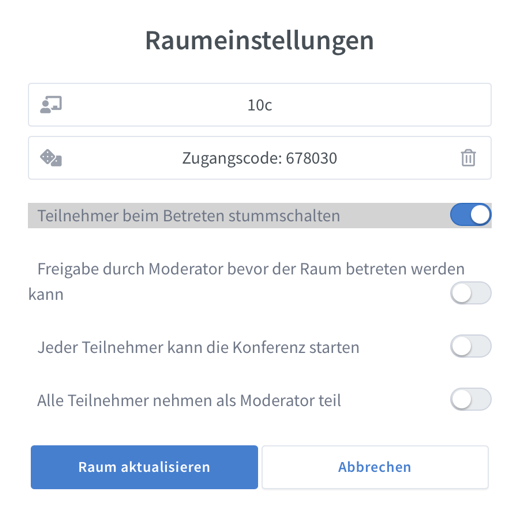 Raumeinstellungen
10c
Zugangscode: 678030
Teilnehmer beim Betreten stummschalten
Freigabe durch Moderator bevor der Raum betreten werden
kann
Jeder Teilnehmer kann die Konferenz starten
Alle Teilnehmer nehmen als Moderator teil
Raum aktualisieren
Abbrechen